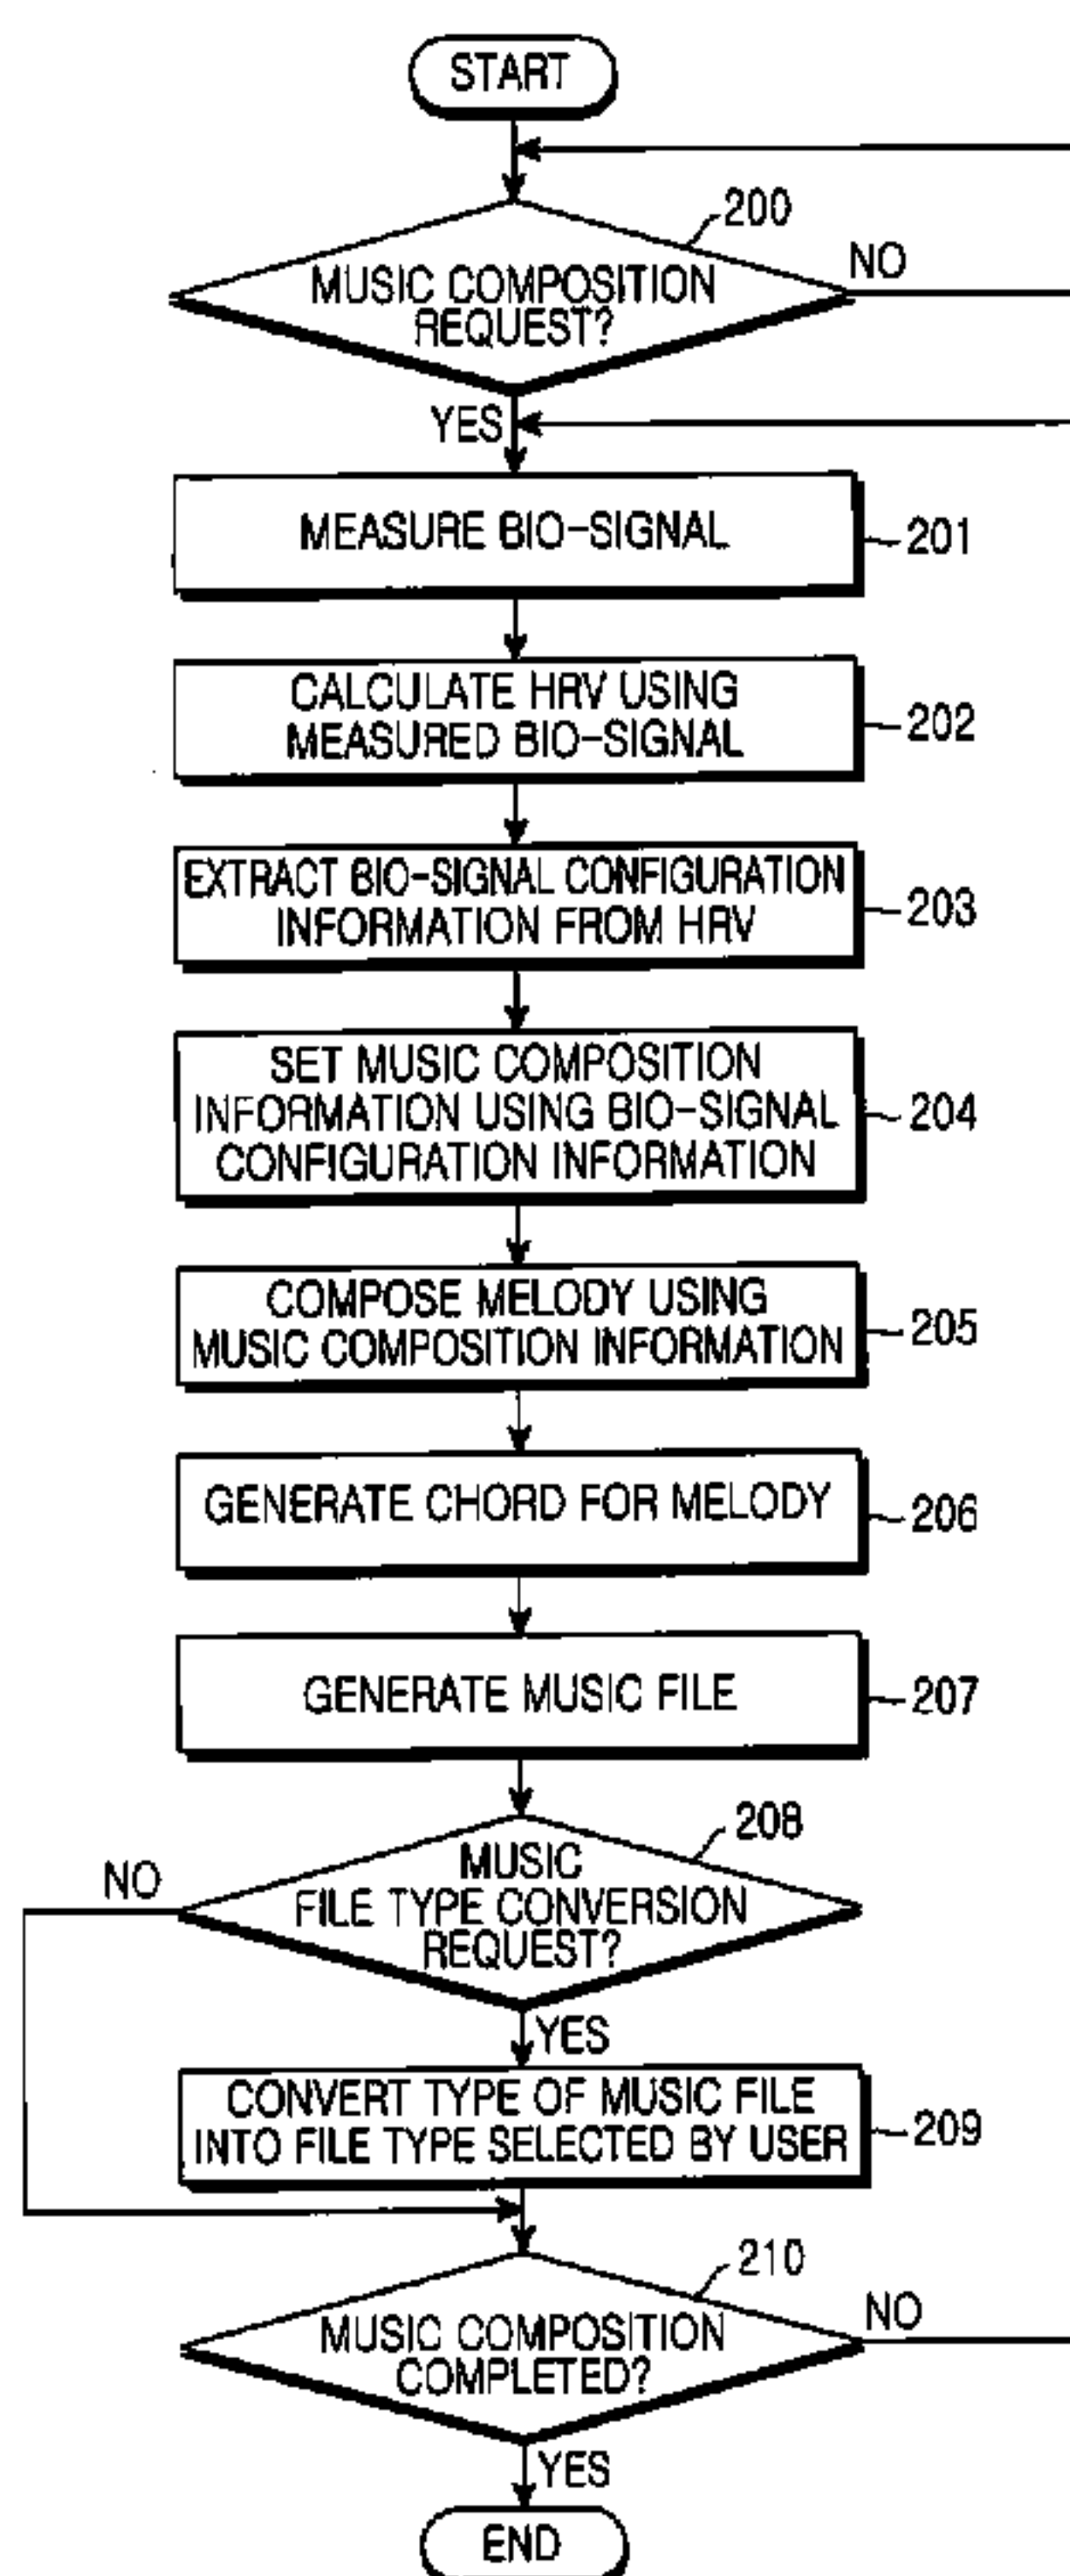 START
200
MUSIC COMPOSITION
REQUEST?
NO
YES
MEASURE BIO-SIGNAL
201
CALCULATE HRV USING
MEASURED BIO-SIGNAL
202
EXTRACT BIO-SIGNAL CONFIGURATION
INFORMATION FROM HRV
203
SET MUSIC COMPOSITION
INFORMATION USING BIO-SIGNAL
CONFIGURATION INFORMATION
204
COMPOSE MELODY USING
MUSIC COMPOSITION INFORMATION
205
GENERATE CHORD FOR MELODY
206
GENERATE MUSIC FILE
207
208
NO
MUSIC
FILE TYPE CONVERSION
REQUEST?
YES
CONVERT TYPE OF MUSIC FILE
INTO FILE TYPE SELECTED BY USER
209
210
MUSIC COMPOSITION
COMPLETED?
NO
YES
END